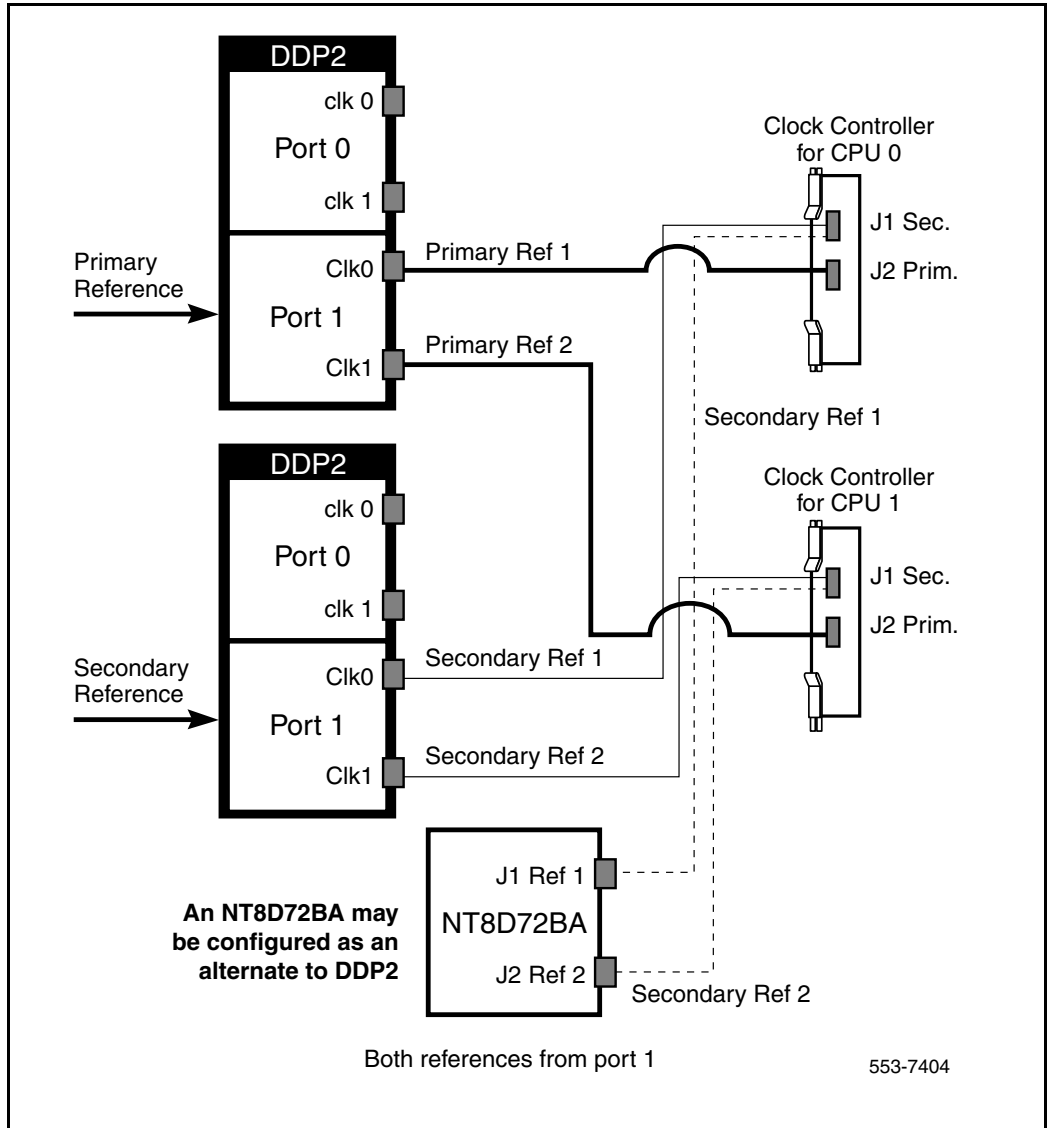 DDP2
clk 0
Port 0
clk 1
Primary
Reference
Clk0
Port 1
Clk1
Primary Ref 1
Primary Ref 2
Clock Controller
for CPU 0
J1 Sec.
J2 Prim.
Secondary Ref 1
DDP2
clk 0
Port 0
clk 1
Secondary
Reference
Clk0
Port 1
Clk1
Secondary Ref 1
Secondary Ref 2
Clock Controller
for CPU 1
J1 Sec.
J2 Prim.
An NT8D72BA may
be configured as an
alternate to DDP2
J1 Ref 1
NT8D72BA
J2 Ref 2
Secondary Ref 2
Both references from port 1
553-7404